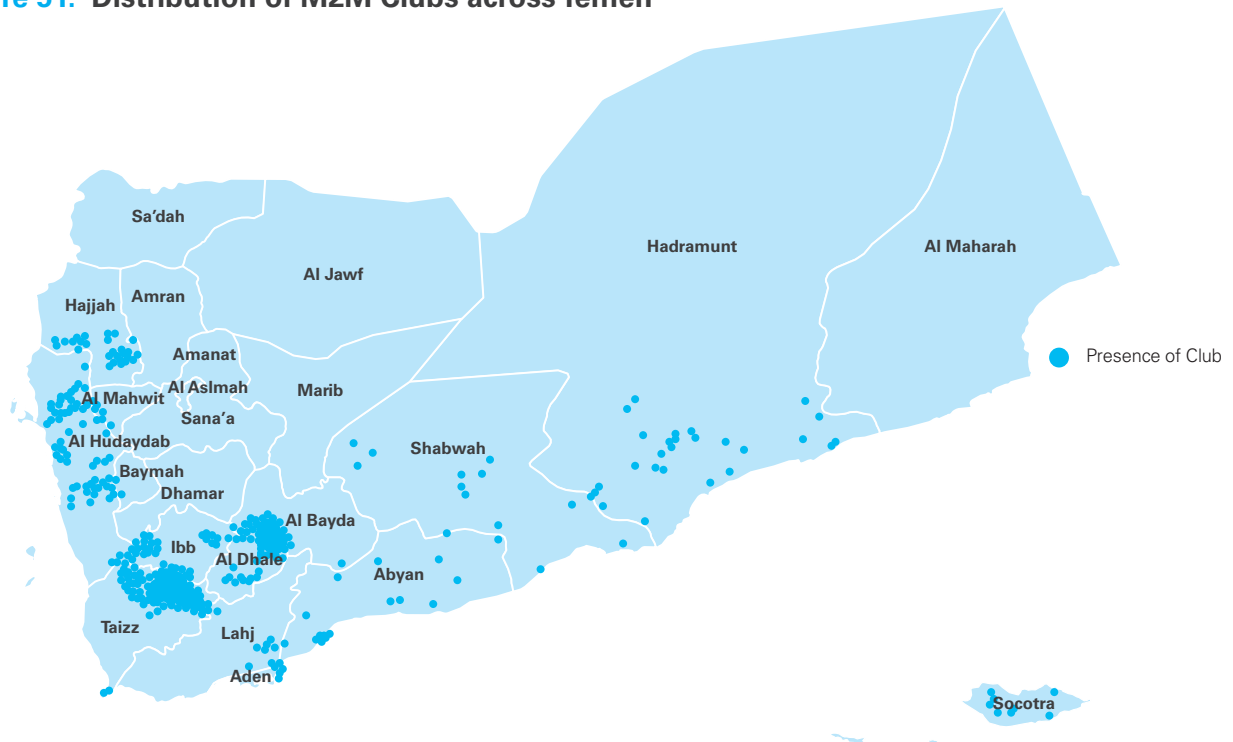 re 51. Distribution of M2M Clubs across Yemen
Sa'dah
Hadramunt
Al Maharah
Al Jawf
Amran
Hajjah
Amanat
Presence of Club
Al Aslmah
Marib
Al Mahwit
Sana'a
Al Hudaydab
Shabwah
Baymah
Dhamar
Al Bayda
Ibb
Al Dhale
Abyan
Taizz
Lahj
Aden
Socotra